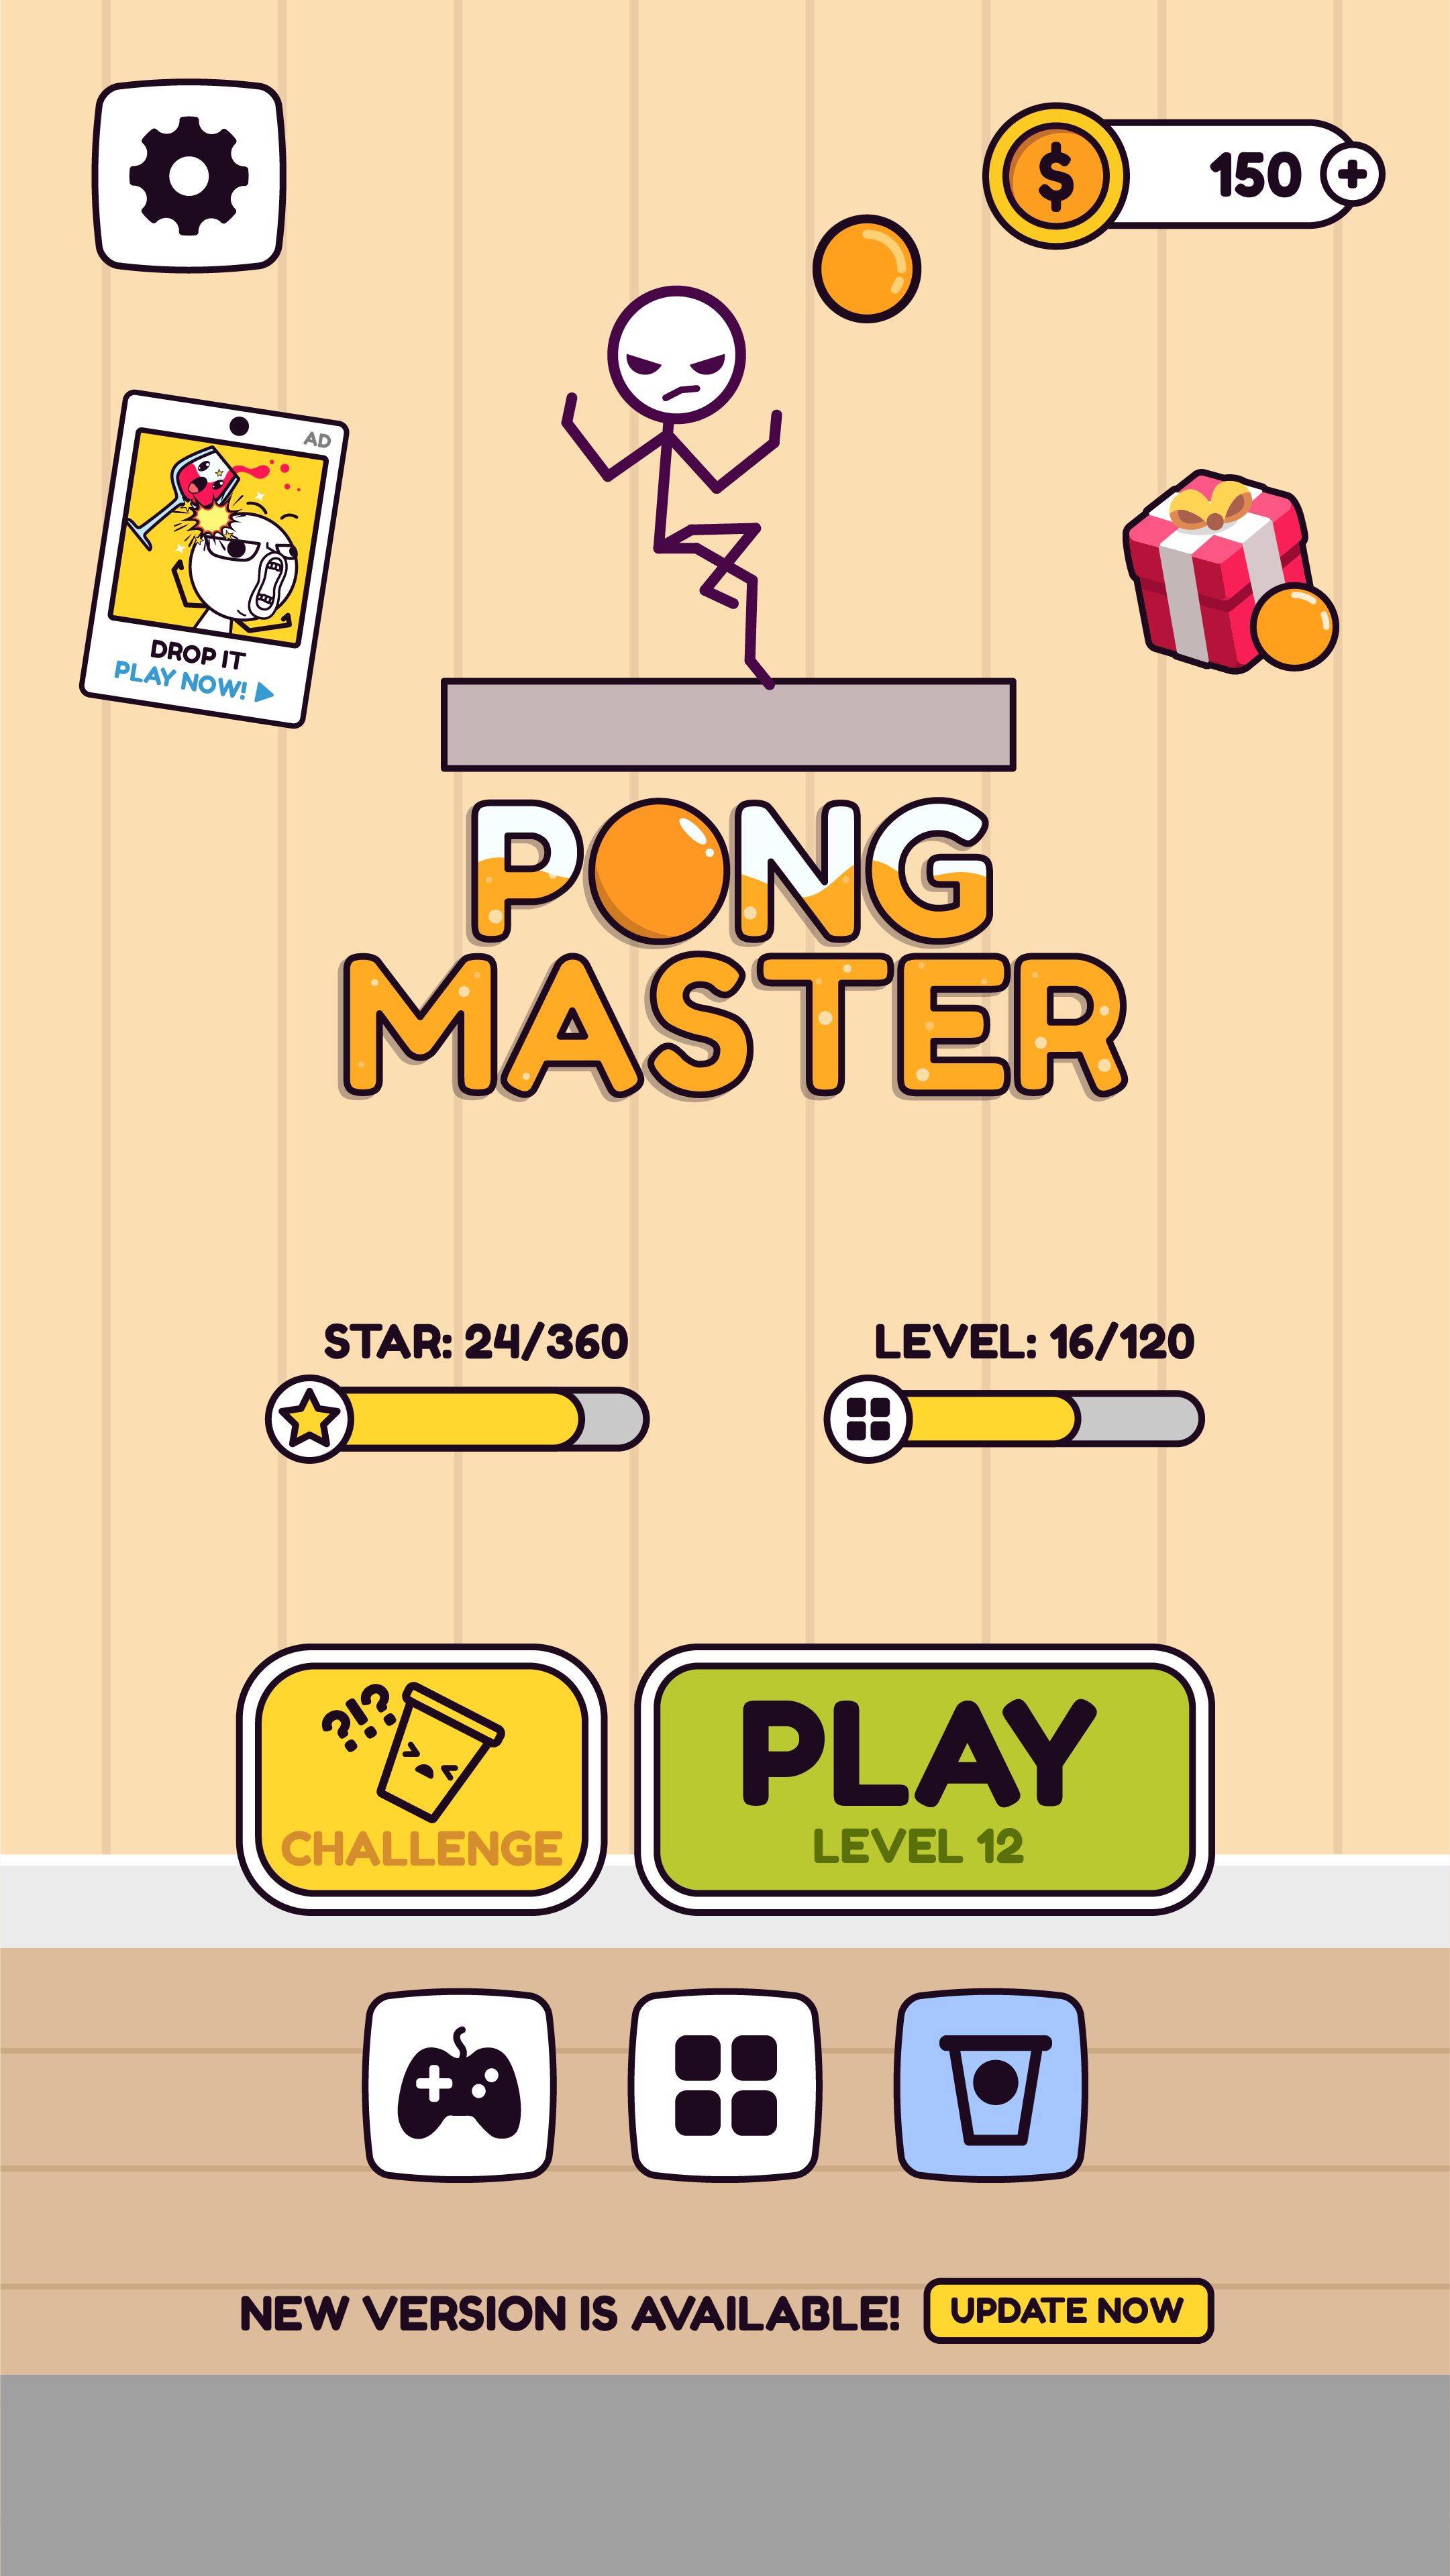 150
AD
DROP IT
PLAY NOW!
PONG
MASTER
STAR: 24/360
LEVEL: 16/120
?!?
CHALLENGE
PLAY
LEVEL 12
NEW VERSION IS AVAILABLE!
UPDATE NOW